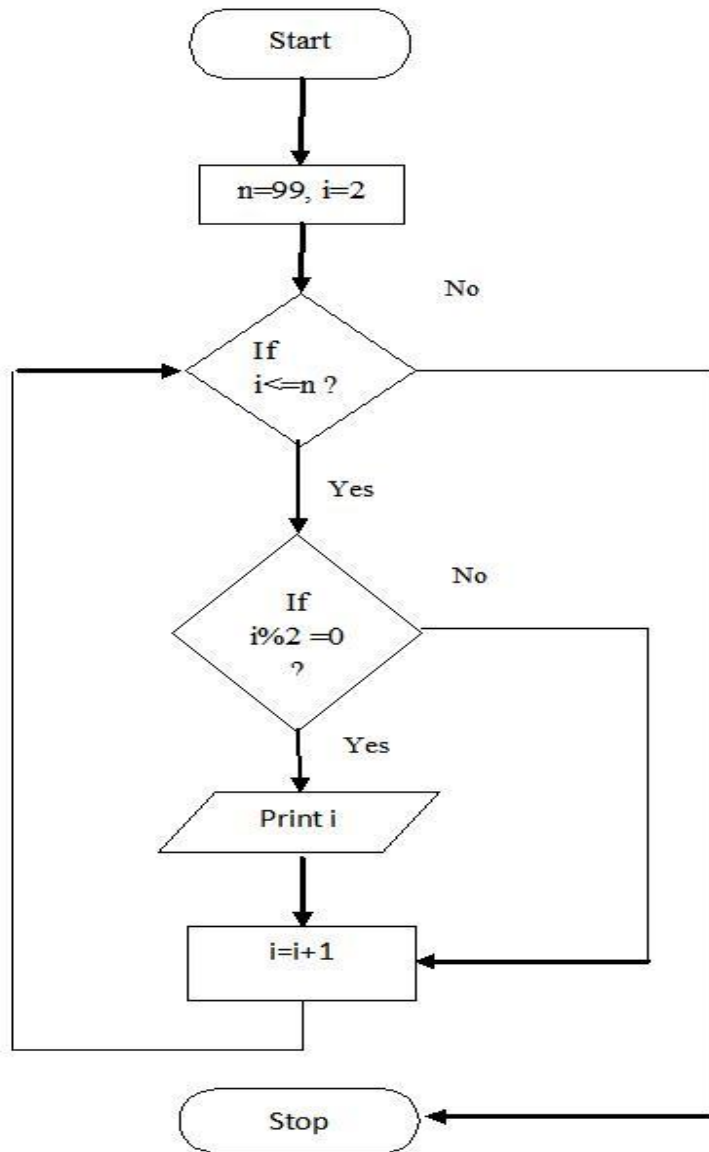 Start
n=99, i=2
No
If
i<=n ?
Yes
No
If
i%2 =0
?
Yes
Print i
i=i+1
Stop